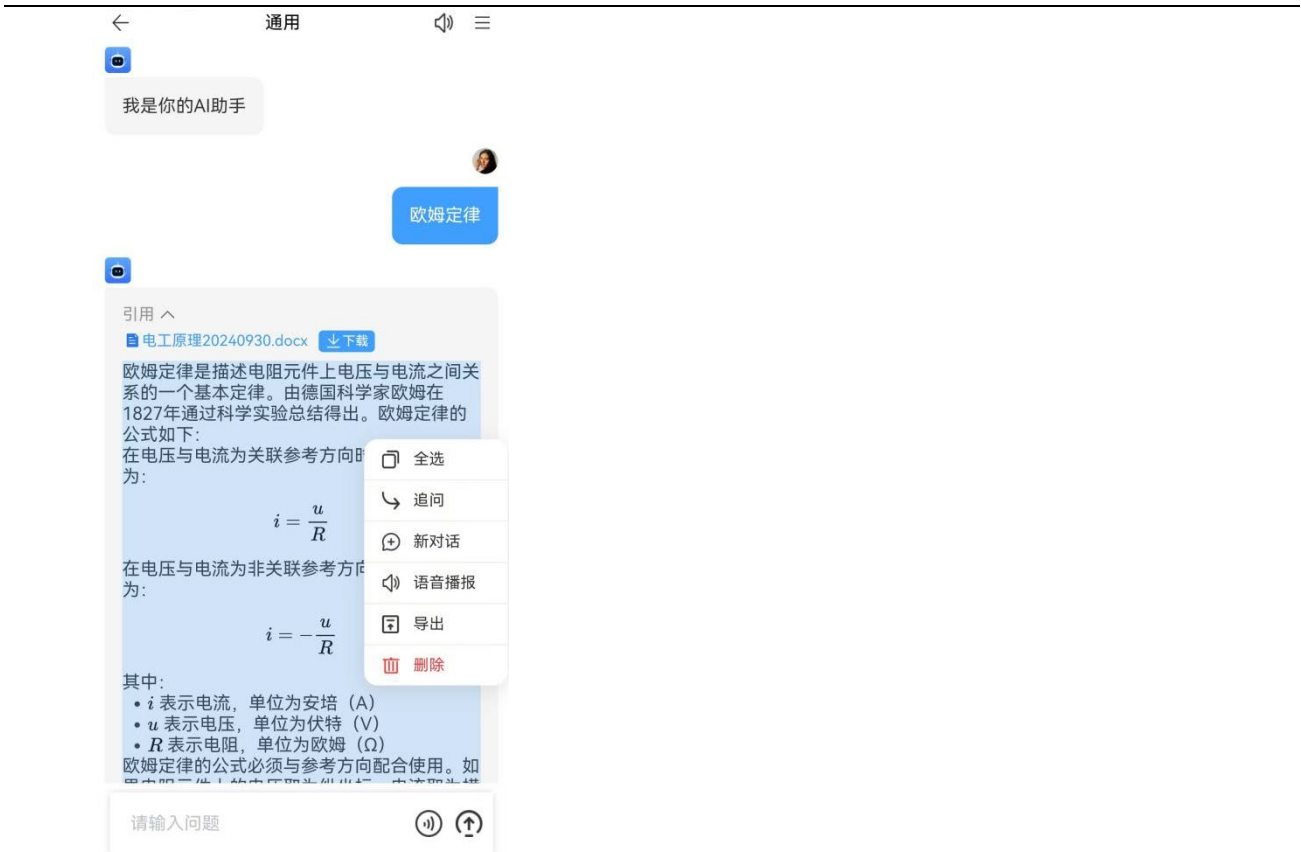 通用
我是你的AI助手
欧姆定律
引用
电工原理20240930.docx 下载
欧姆定律是描述电阻元件上电压与电流之间关
系的一个基本定律。由德国科学家欧姆在
1827年通过科学实验总结得出。欧姆定律的
公式如下:
在电压与电流为关联参考方向时
为:
i = u/R
在电压与电流为非关联参考方向
为:
i = -u/R
其中:
• i 表示电流, 单位为安培 (A)
• u 表示电压, 单位为伏特 (V)
• R 表示电阻, 单位为欧姆 (Ω)
欧姆定律的公式必须与参考方向配合使用。如
全选
追问
新对话
语音播报
导出
删除
请输入问题